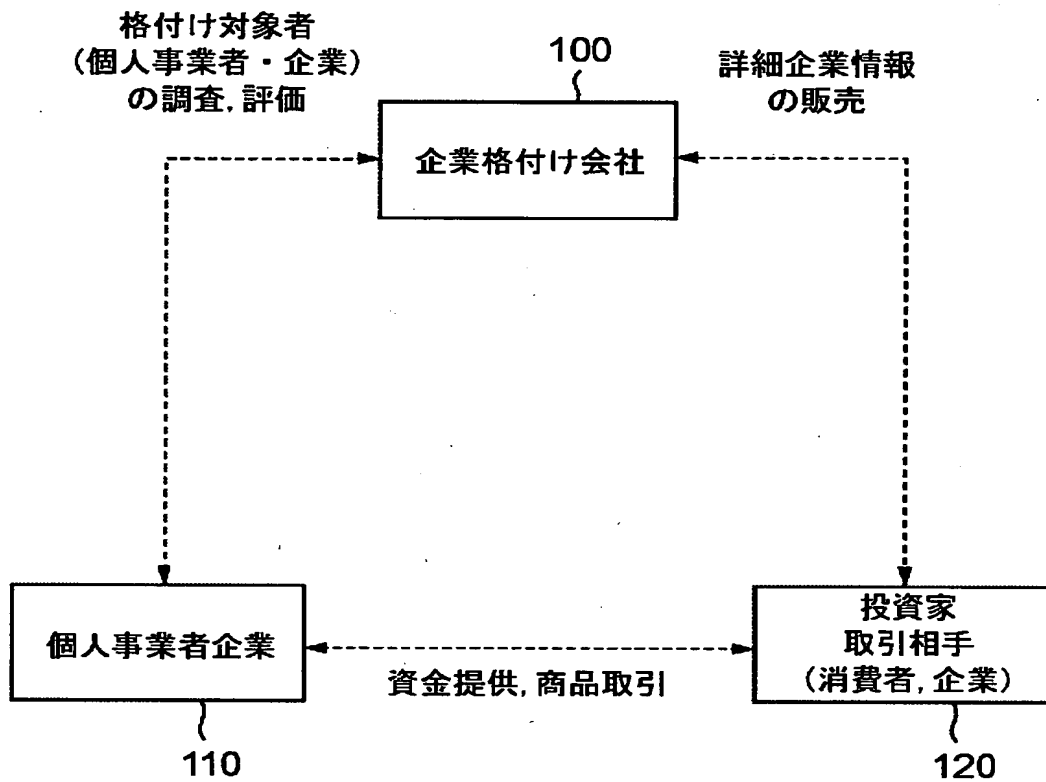 格付け対象者
（個人事業者・企業）
の調査，評価
100
詳細企業情報
の販売
企業格付け会社
個人事業者企業
投資家
取引相手
（消費者，企業）
資金提供，商品取引
110
120